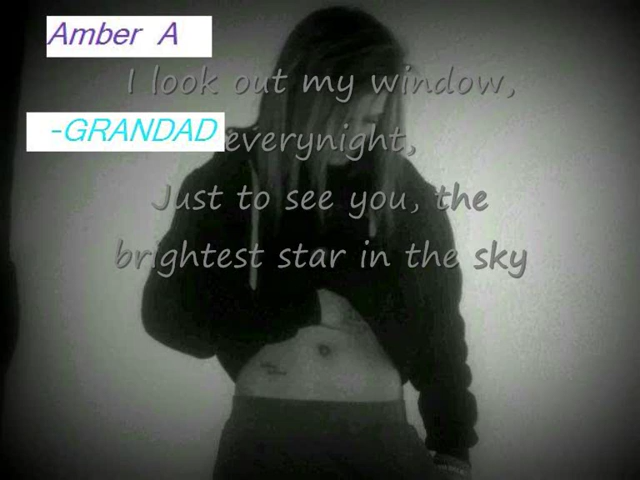 Amber A
I look out my window,
-GRANDAD everynight,
Just to see you, the
brightest star in the sky